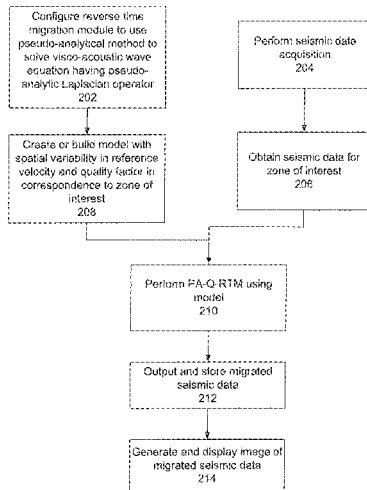 Configure reverse time
migration module to use
pseudo-analytical method to
solve visco-acoustic wave
equation having pseudo-
analytic Laplacian operator
202
Perform seismic data
acquisition
204
Create or build model with
spatial variability in reference
velocity and quality factor in
correspondence to zone of
interest
208
Obtain seismic data for
zone of interest
206
Perform PA-Q-RTM using
model
210
Output and store migrated
seismic data
212
Generate and display image of
migrated seismic data
214